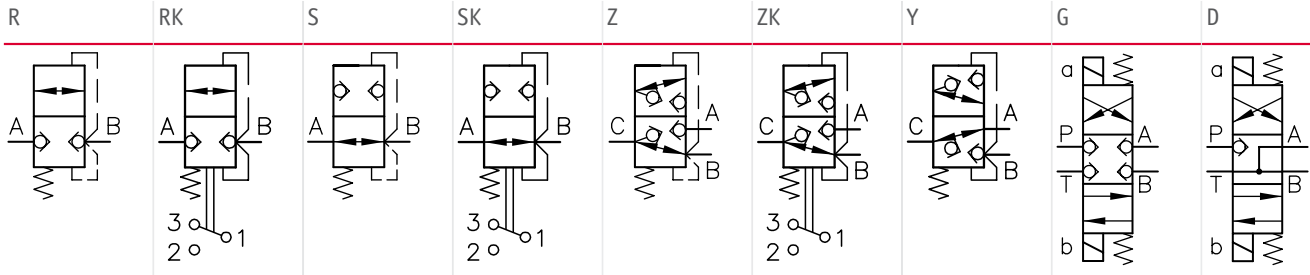 R RK S SK Z ZK Y G D
a a
A B A B A B A B C A C A C A P A P A
B B B T B T B
3 1 3 1 3 1
2 2 2
b b